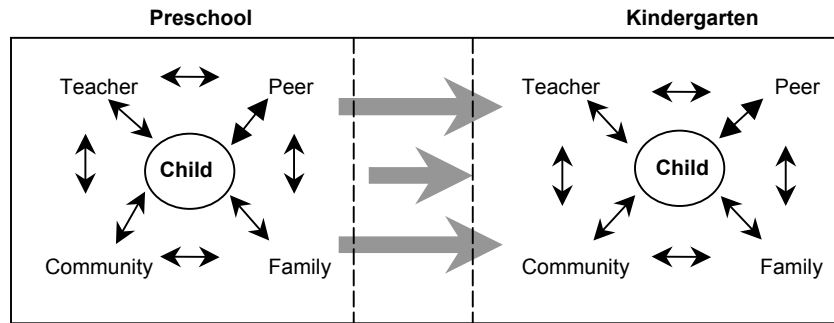 Preschool Kindergarten
Teacher Peer Teacher Peer
Child Child
Community Family Community Family